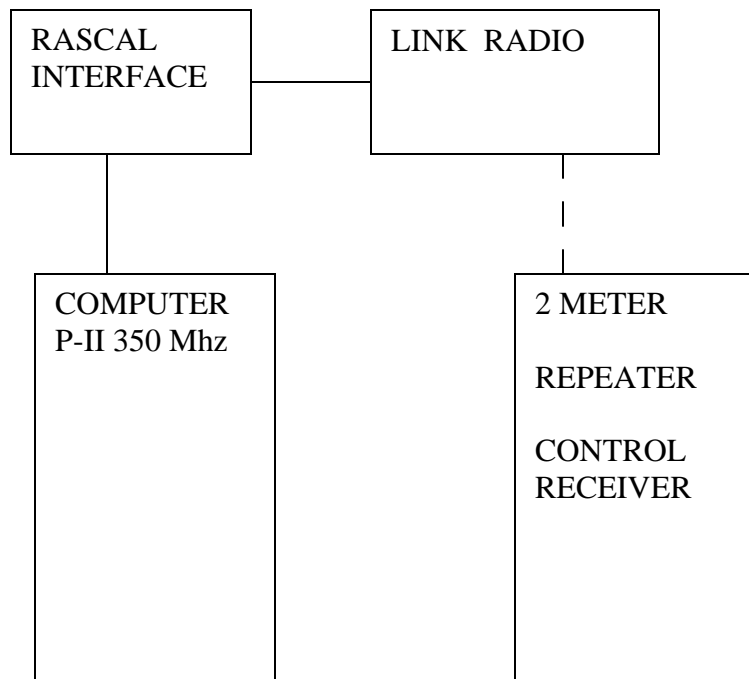 RASCAL
INTERFACE
LINK RADIO
COMPUTER
P-II 350 Mhz
2 METER
REPEATER
CONTROL
RECEIVER